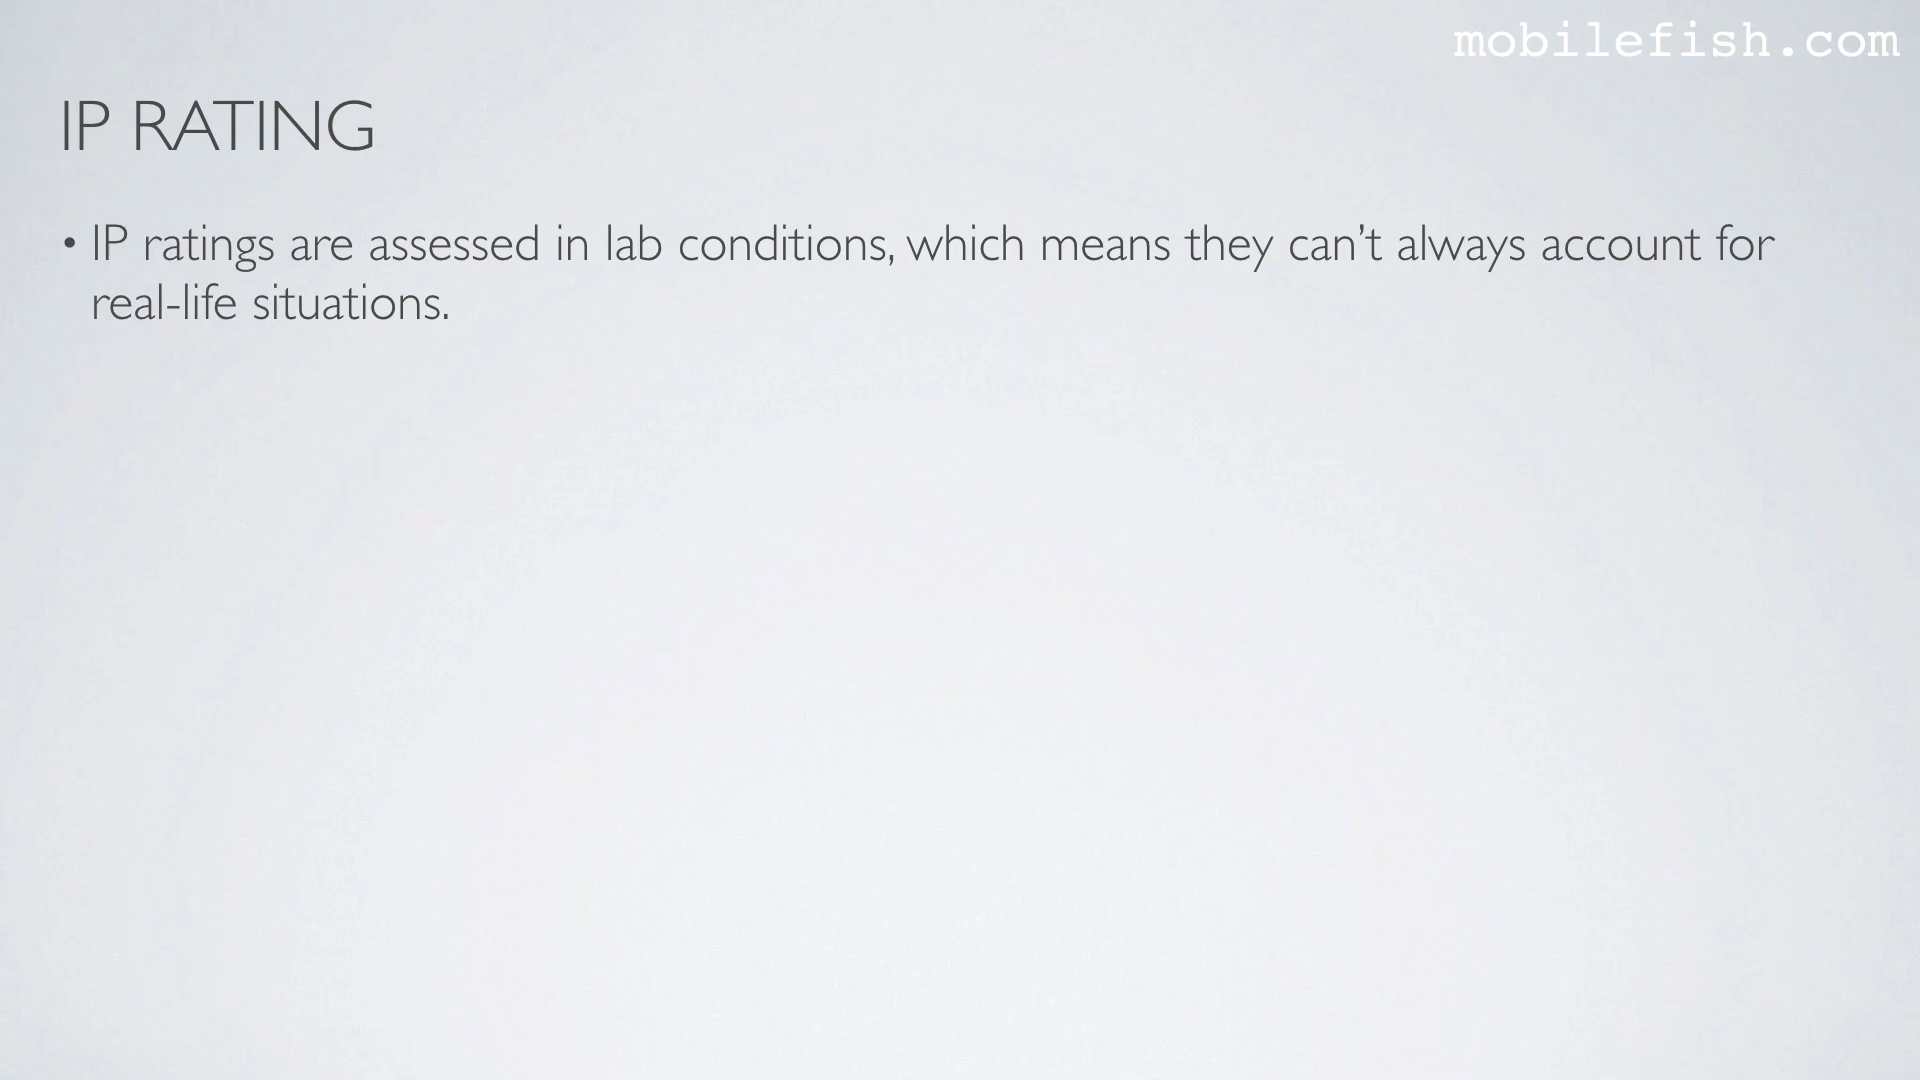 mobilefish.com
IP RATING
• IP ratings are assessed in lab conditions, which means they can’t always account for
real-life situations.